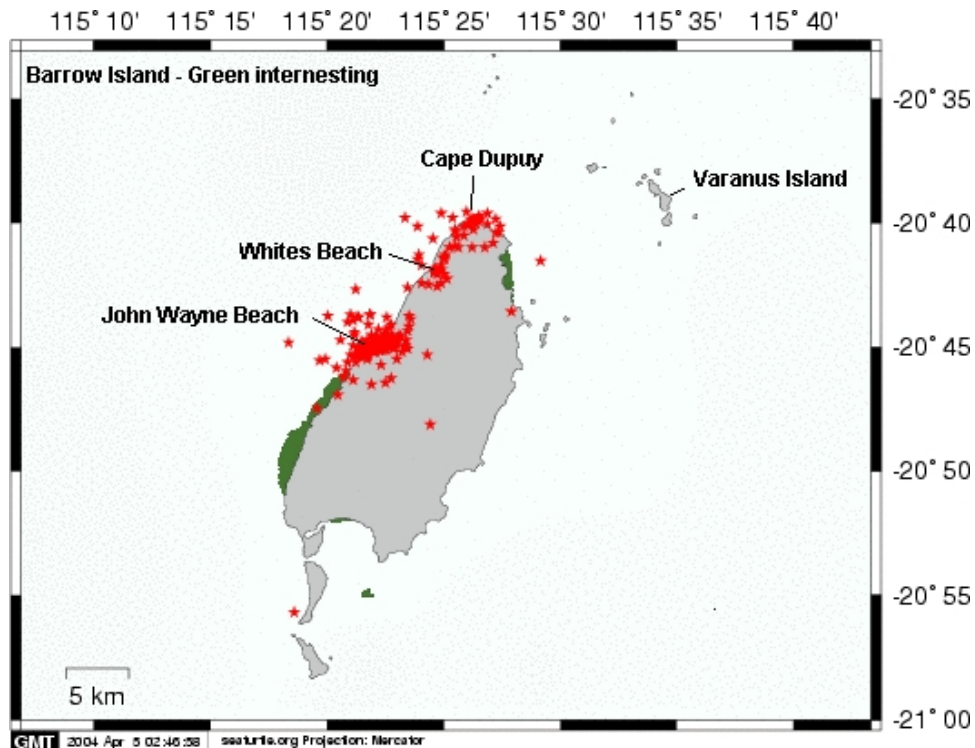 115˚ 10' 115˚ 15' 115˚ 20' 115˚ 25' 115˚ 30' 115˚ 35' 115˚ 40'
Barrow Island - Green internesting
-20˚ 35'
Cape Dupuy
Varanus Island
-20˚ 40'
Whites Beach
John Wayne Beach
-20˚ 45'
-20˚ 50'
-20˚ 55'
5 km
-21˚ 00'
GMT 2004 Apr 5 02:46:58 seaturtle.org Projection: Mercator